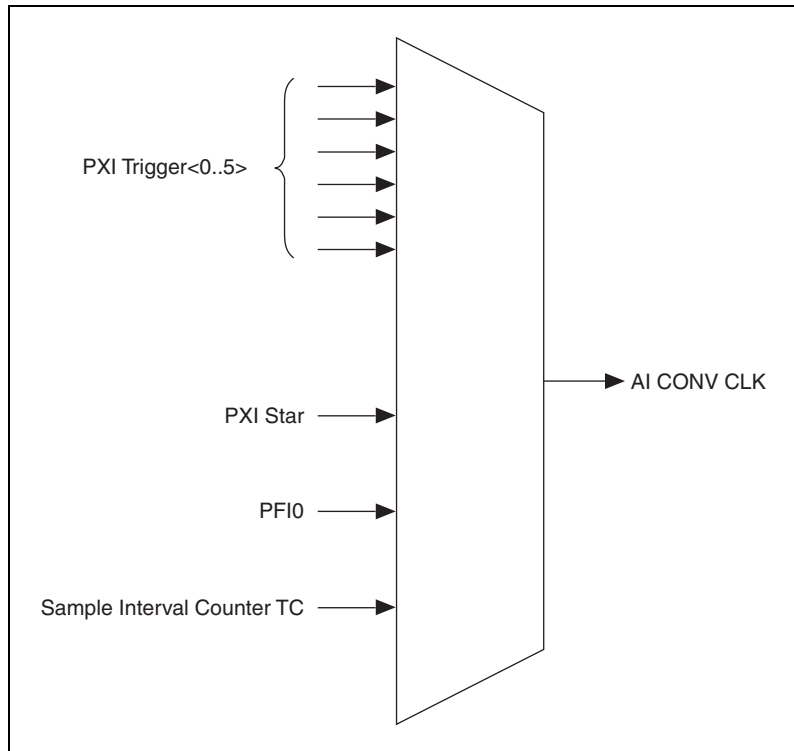 PXI Trigger<0..5>
AI CONV CLK
PXI Star
PFI0
Sample Interval Counter TC